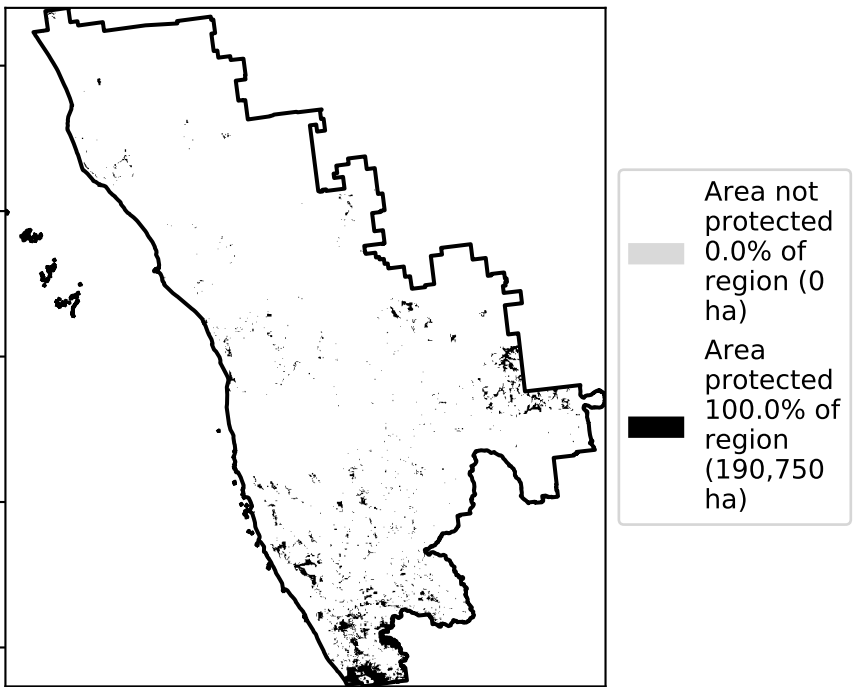 Area not
protected
0.0% of
region (0
ha)
Area
protected
100.0% of
region
(190,750
ha)